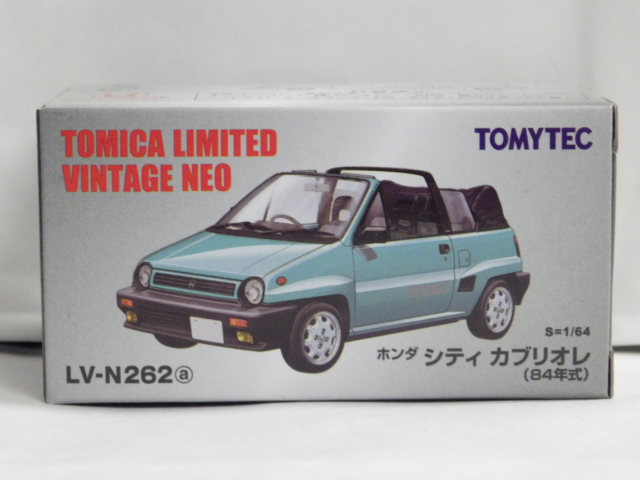 TOMICA LIMITED
VINTAGE NEO
TOMYTEC
S=1/64
ホンダ シティ カブリオレ
(84年式)
LV-N262ⓐ